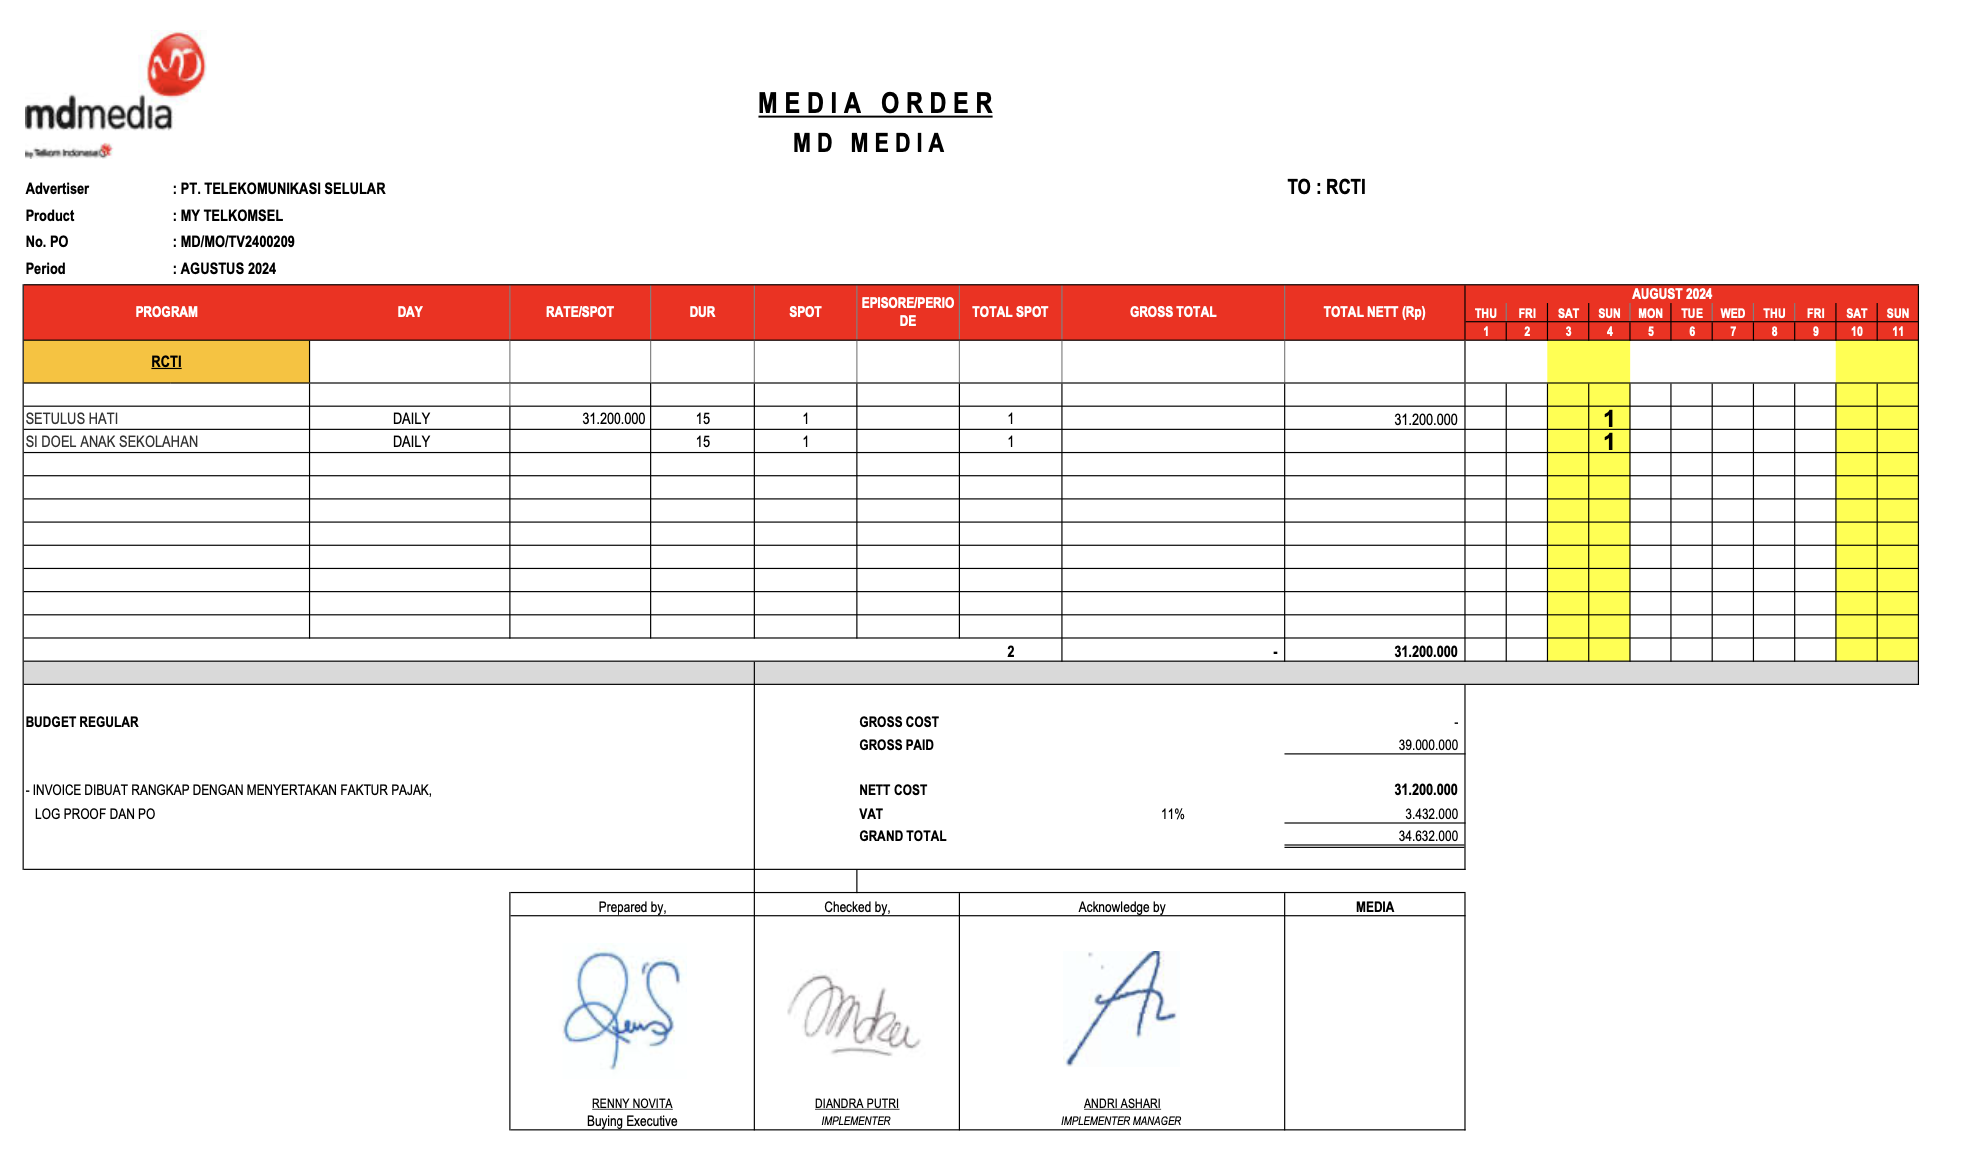 mdmedia
by Telkom Indonesia
MEDIA ORDER
MD MEDIA
Advertiser : PT. TELEKOMUNIKASI SELULAR
TO : RCTI
Product : MY TELKOMSEL
No. PO : MD/MO/TV2400209
Period : AGUSTUS 2024
PROGRAM DAY RATE/SPOT DUR SPOT EPISORE/PERIO DE TOTAL SPOT GROSS TOTAL TOTAL NETT (Rp) AUGUST 2024
THU FRI SAT SUN MON TUE WED THU FRI SAT SUN
1 2 3 4 5 6 7 8 9 10 11
RCTI
SETULUS HATI DAILY 31.200.000 15 1 1 31.200.000 1
SI DOEL ANAK SEKOLAHAN DAILY 15 1 1 1
2 - 31.200.000
BUDGET REGULAR GROSS COST -
GROSS PAID 39.000.000
- INVOICE DIBUAT RANGKAP DENGAN MENYERTAKAN FAKTUR PAJAK, NETT COST 31.200.000
LOG PROOF DAN PO VAT 11% 3.432.000
GRAND TOTAL 34.632.000
Prepared by, Checked by, Acknowledge by MEDIA
RENNY NOVITA DIANDRA PUTRI ANDRI ASHARI
Buying Executive IMPLEMENTER IMPLEMENTER MANAGER